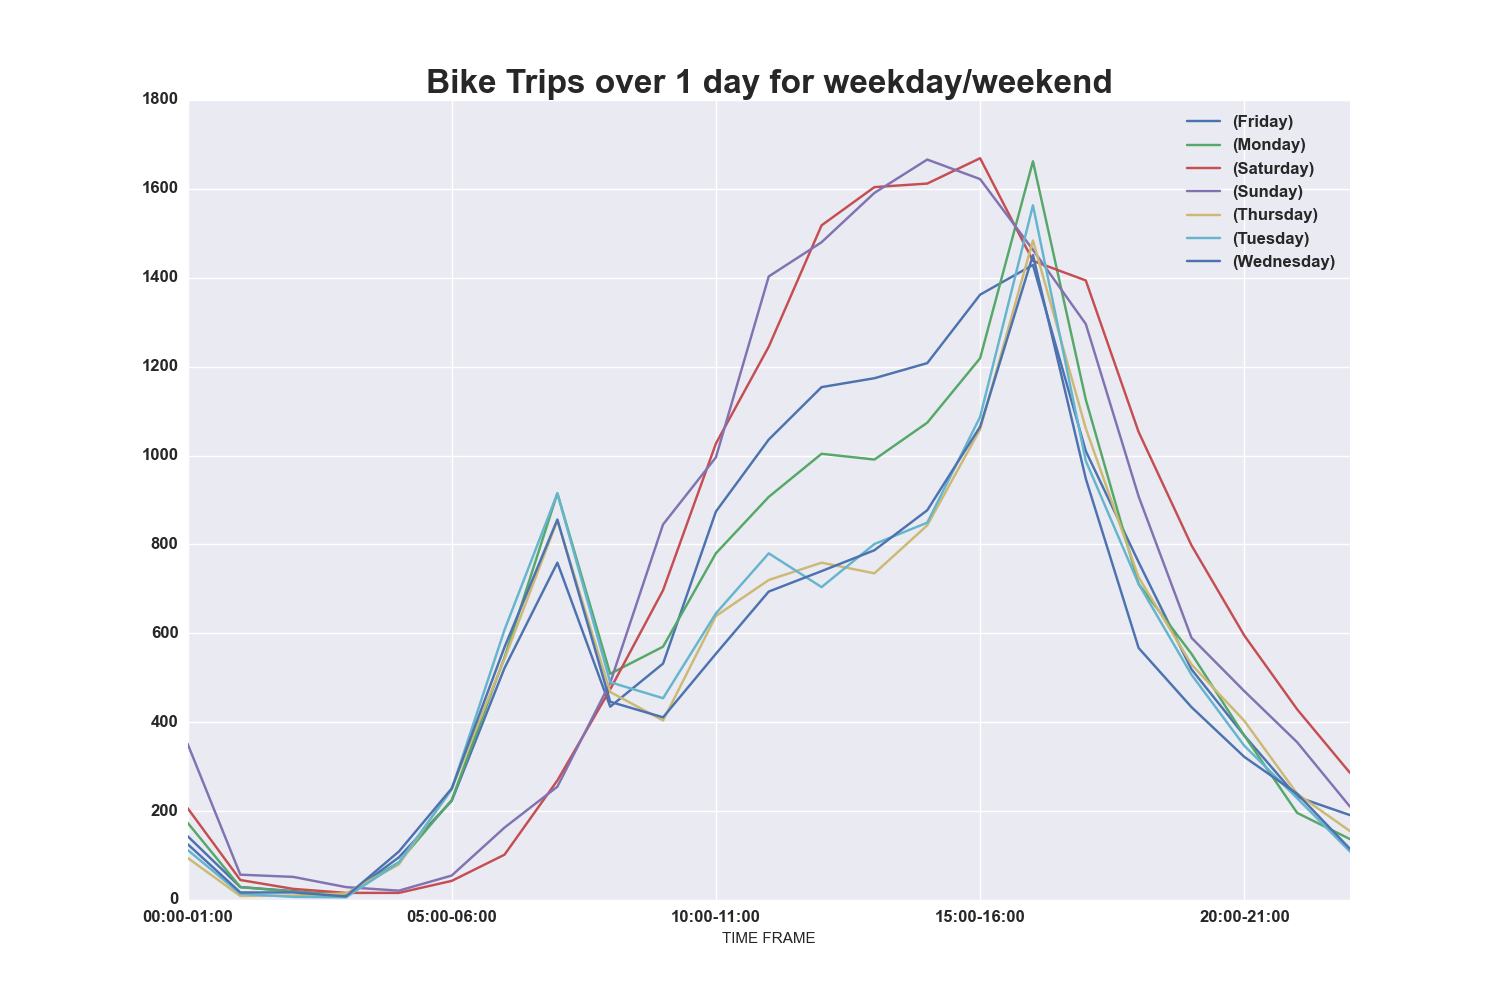 Bike Trips over 1 day for weekday/weekend
1800
1600
1400
1200
1000
800
600
400
200
0
(Friday)
(Monday)
(Saturday)
(Sunday)
(Thursday)
(Tuesday)
(Wednesday)
00:00-01:00 05:00-06:00 10:00-11:00 15:00-16:00 20:00-21:00
TIME FRAME